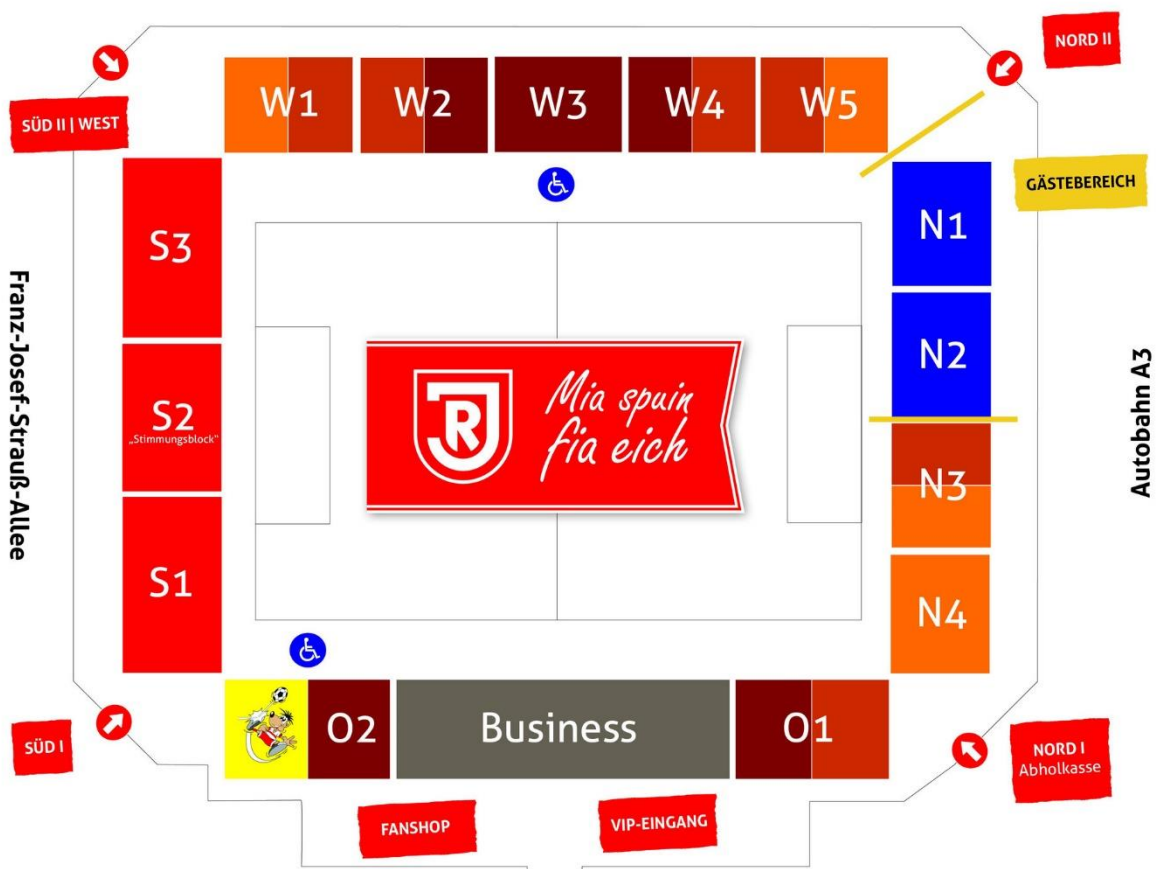 NORD II
SÜD II | WEST
W1
W2
W3
W4
W5
GÄSTEBEREICH
S3
N1
Franz-Josef-Strauß-Allee
N2
Autobahn A3
S2
„Stimmungsblock"
JR
Mia spuin
fia eich
N3
S1
N4
SÜD I
O2
Business
O1
NORD I
Abholkasse
FANSHOP
VIP-EINGANG